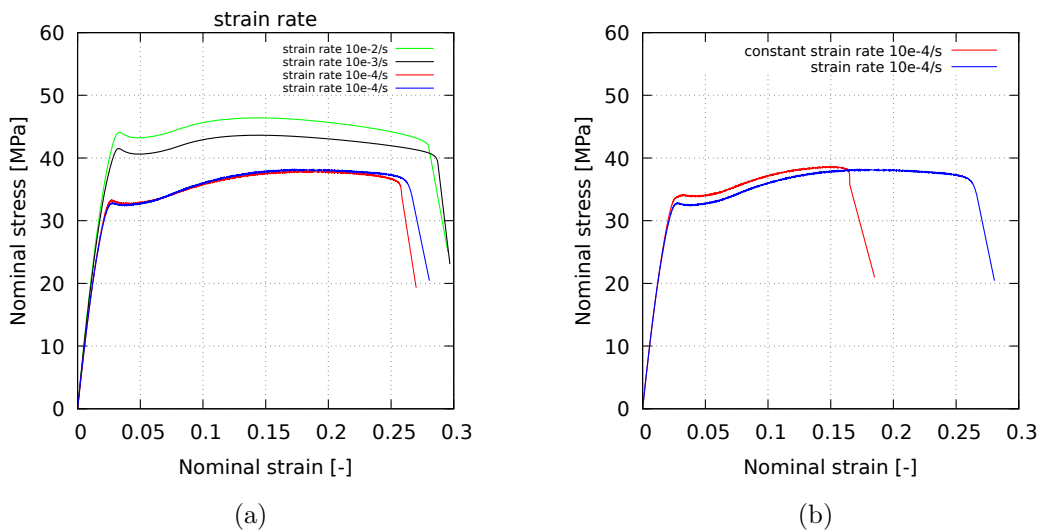 strain rate
strain rate 10e-2/s
strain rate 10e-3/s
strain rate 10e-4/s
strain rate 10e-4/s
60
50
40
30
20
10
0
Nominal stress [MPa]
0
0.05
0.1
0.15
0.2
0.25
0.3
Nominal strain [-]
(a)
constant strain rate 10e-4/s
strain rate 10e-4/s
60
50
40
30
20
10
0
Nominal stress [MPa]
0
0.05
0.1
0.15
0.2
0.25
0.3
Nominal strain [-]
(b)